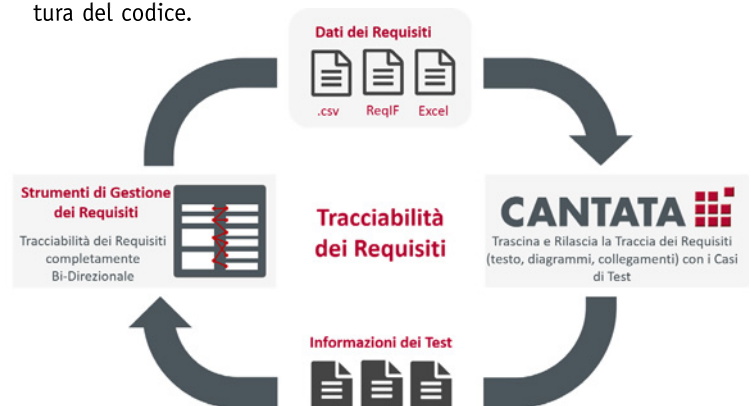 tura del codice.
Dati dei Requisiti
.csv ReqIF Excel
Strumenti di Gestione
dei Requisiti
Tracciabilità dei Requisiti
completamente
Bi-Direzionale
Tracciabilità
dei Requisiti
CANTATA
Trascina e Rilascia la Traccia dei Requisiti
(testo, diagrammi, collegamenti) con i Casi
di Test
Informazioni dei Test